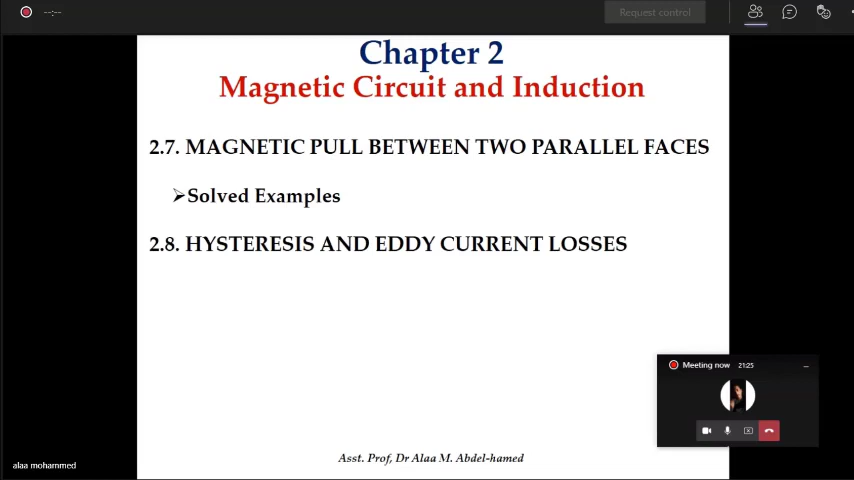 --:--
Request control
Chapter 2
Magnetic Circuit and Induction
2.7. MAGNETIC PULL BETWEEN TWO PARALLEL FACES
➢Solved Examples
2.8. HYSTERESIS AND EDDY CURRENT LOSSES
Meeting now 21:25
Asst. Prof, Dr Alaa M. Abdel-hamed
alaa mohammed